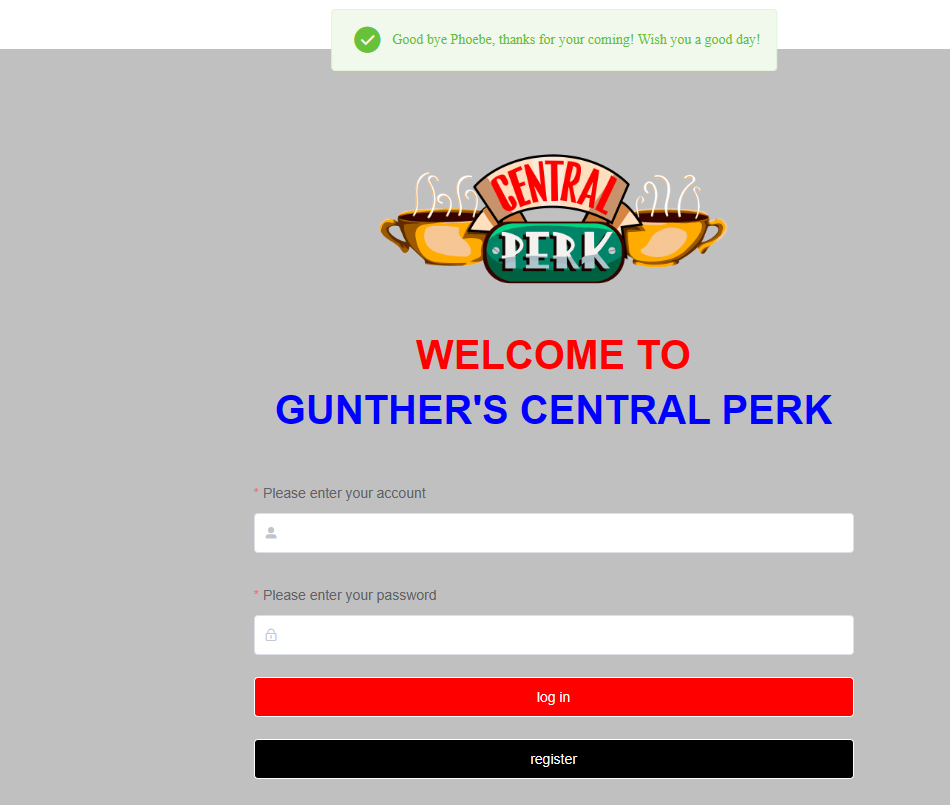 Good bye Phoebe, thanks for your coming! Wish you a good day!
CENTRAL
PERK
WELCOME TO
GUNTHER'S CENTRAL PERK
* Please enter your account
* Please enter your password
log in
register